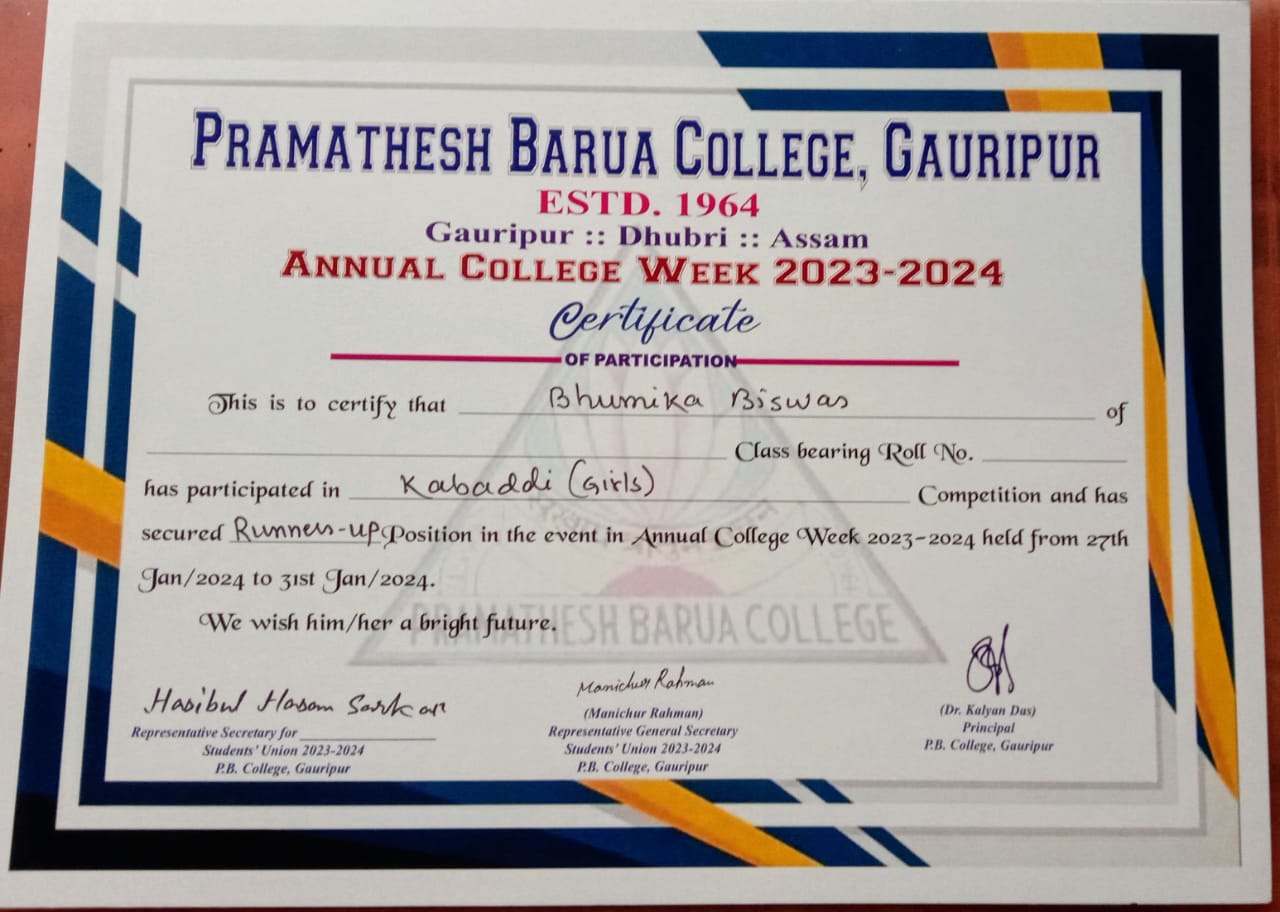 PRAMATHESH BARUA COLLEGE, GAURIPUR
ESTD. 1964
Gauripur :: Dhubri :: Assam
ANNUAL COLLEGE WEEK 2023-2024
Certificate
OF PARTICIPATION
This is to certify that Bhumika Biswas of
Class bearing Roll No.
has participated in Kabaddi (Girls) Competition and has
secured Runners-up Position in the event in Annual College Week 2023-2024 held from 27th
Jan/2024 to 31st Jan/2024.
We wish him/her a bright future.
PRAMATHESH BARUA COLLEGE
Hasibul Hasan Sarkar
Representative Secretary for
Students' Union 2023-2024
P.B. College, Gauripur
Manichur Rahman
(Manichur Rahman)
Representative General Secretary
Students' Union 2023-2024
P.B. College, Gauripur
(Dr. Kalyan Das)
Principal
P.B. College, Gauripur